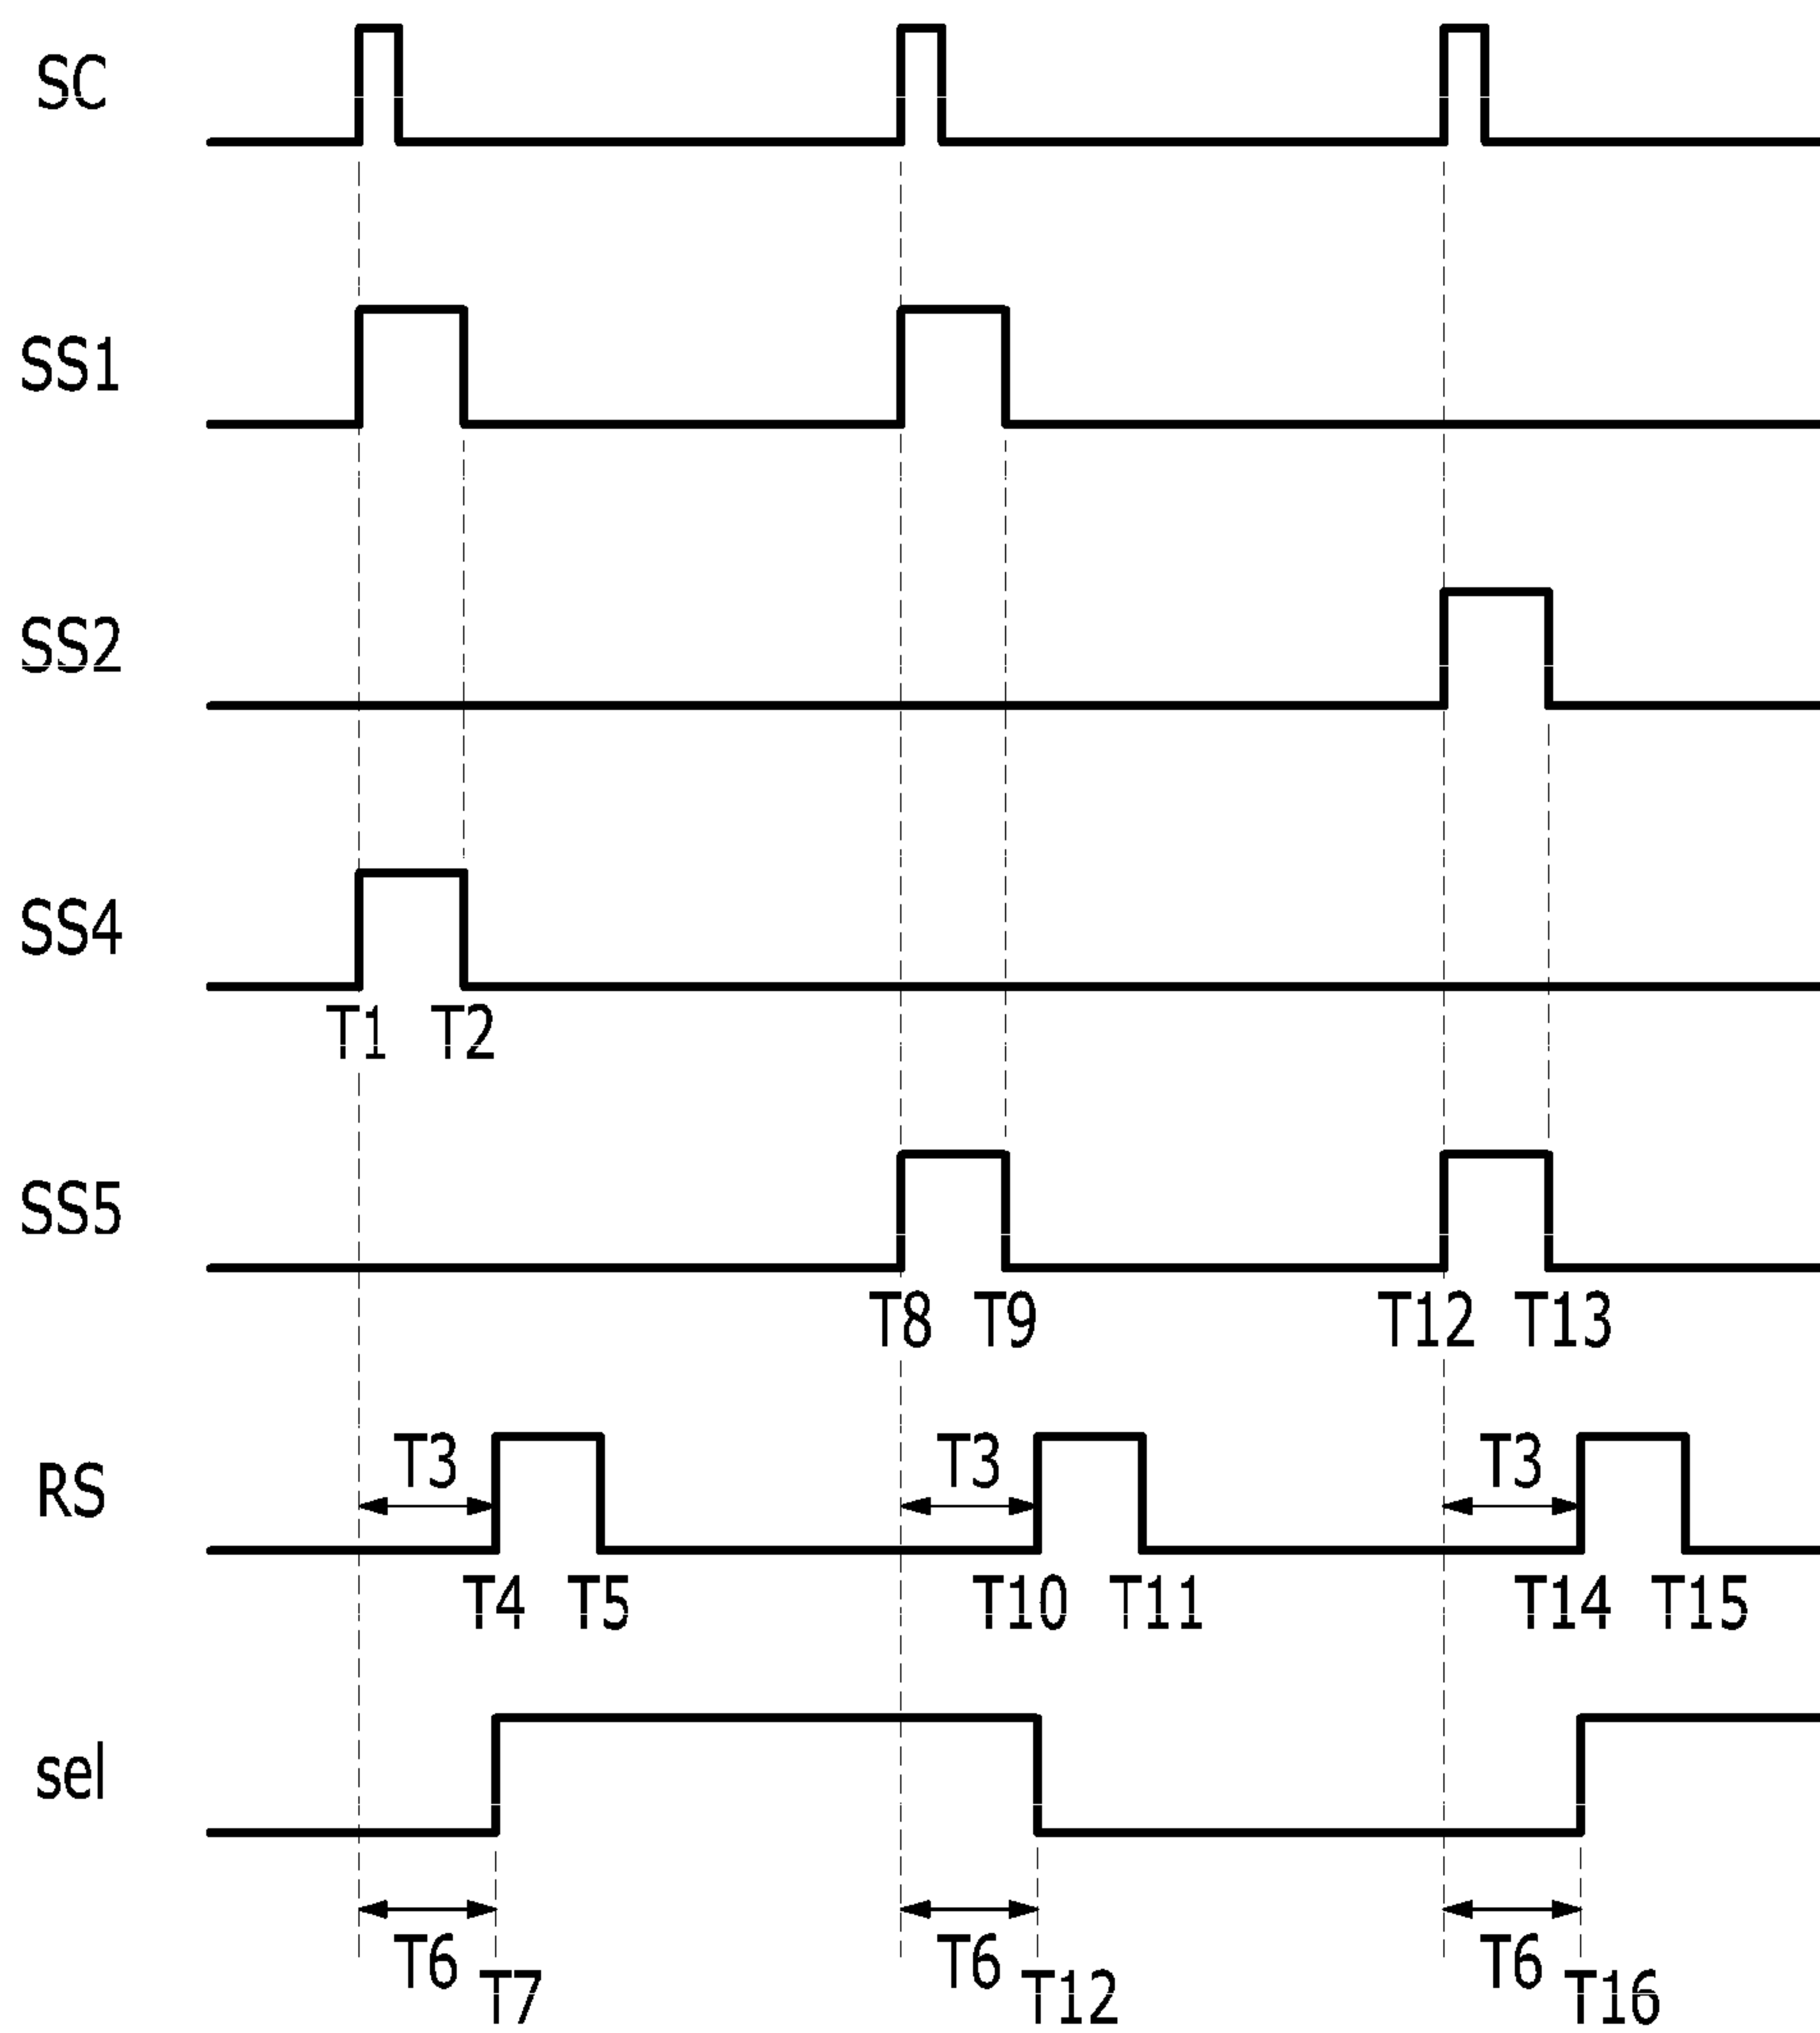 SC
SS1
SS2
SS4
T1 T2
SS5
T8 T9 T12 T13
RS T3 T3 T3
T4 T5 T10 T11 T14 T15
sel
T6 T6 T6
T7 T12 T16